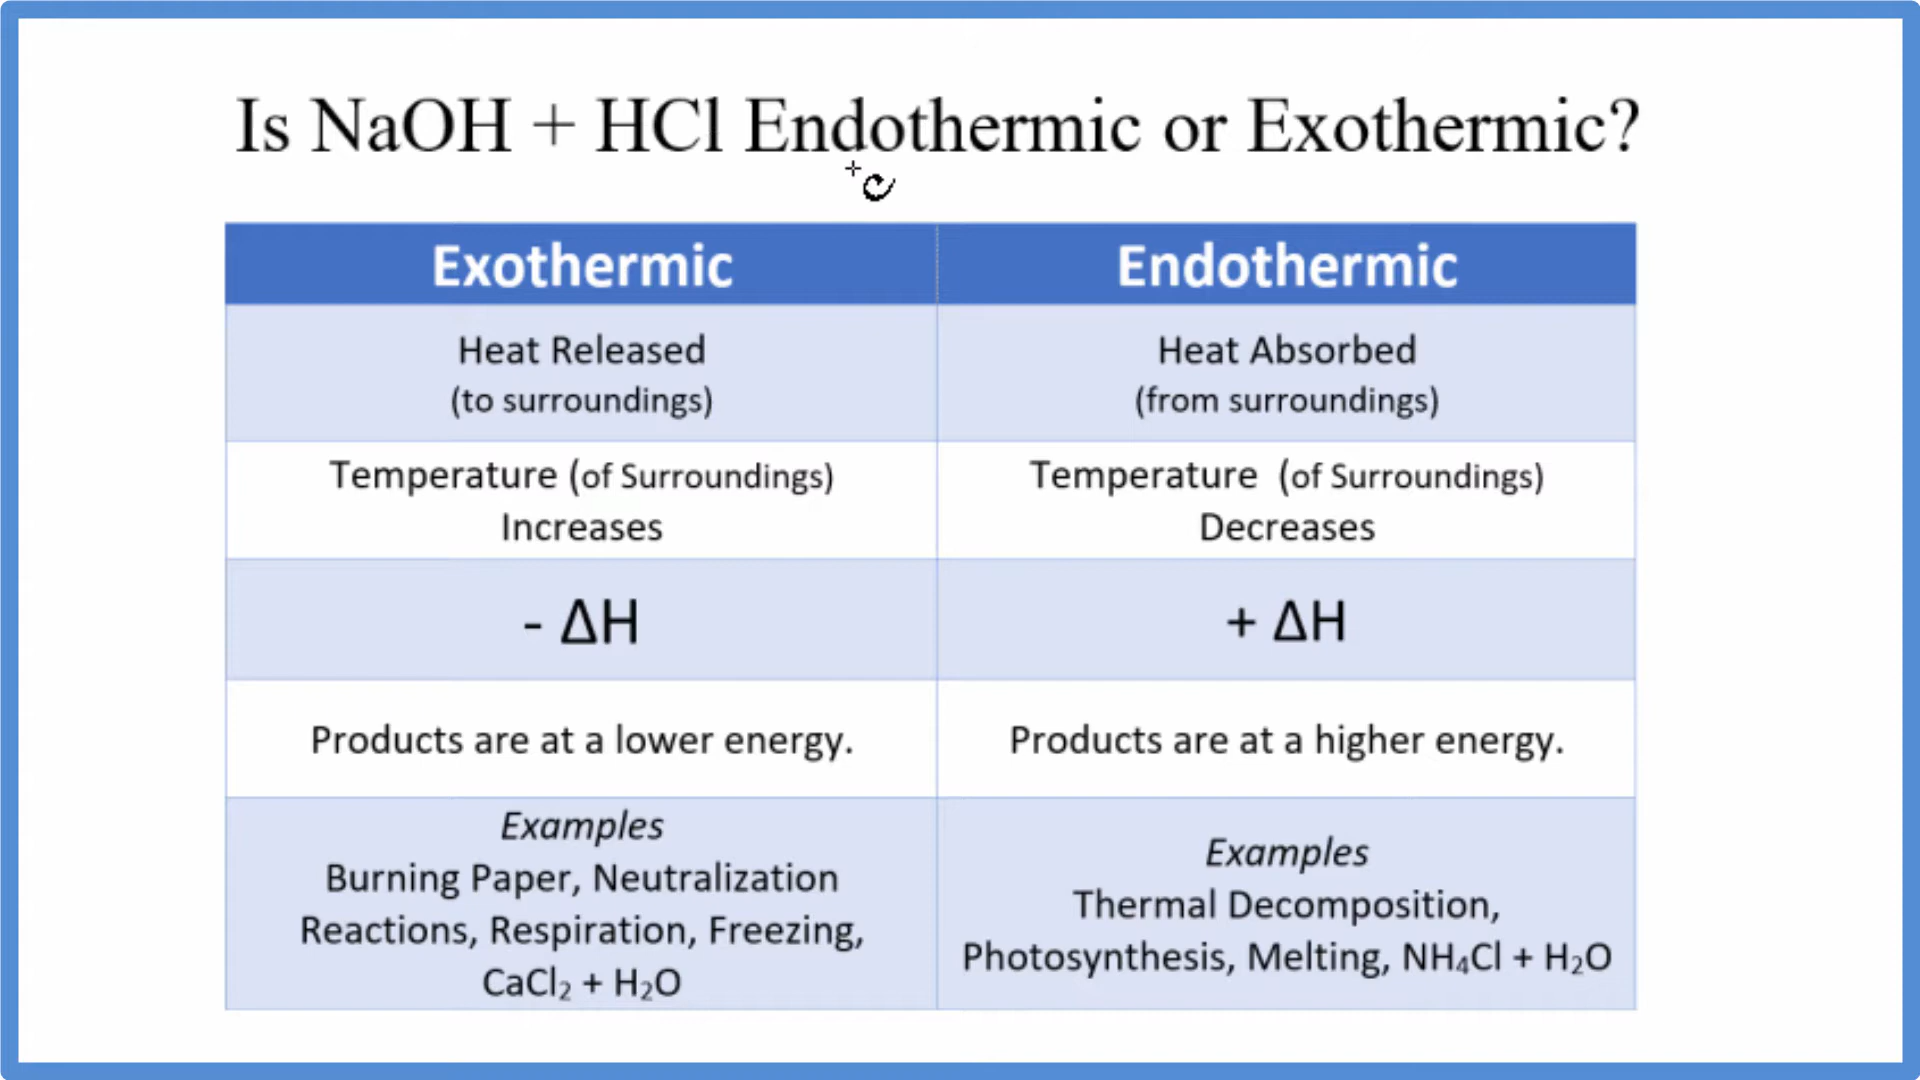 Is NaOH + HCl Endothermic or Exothermic?
Exothermic
Endothermic
Heat Released
(to surroundings)
Heat Absorbed
(from surroundings)
Temperature (of Surroundings)
Increases
Temperature (of Surroundings)
Decreases
- ΔH
+ ΔH
Products are at a lower energy.
Products are at a higher energy.
Examples
Burning Paper, Neutralization
Reactions, Respiration, Freezing,
CaCl₂ + H₂O
Examples
Thermal Decomposition,
Photosynthesis, Melting, NH₄Cl + H₂O